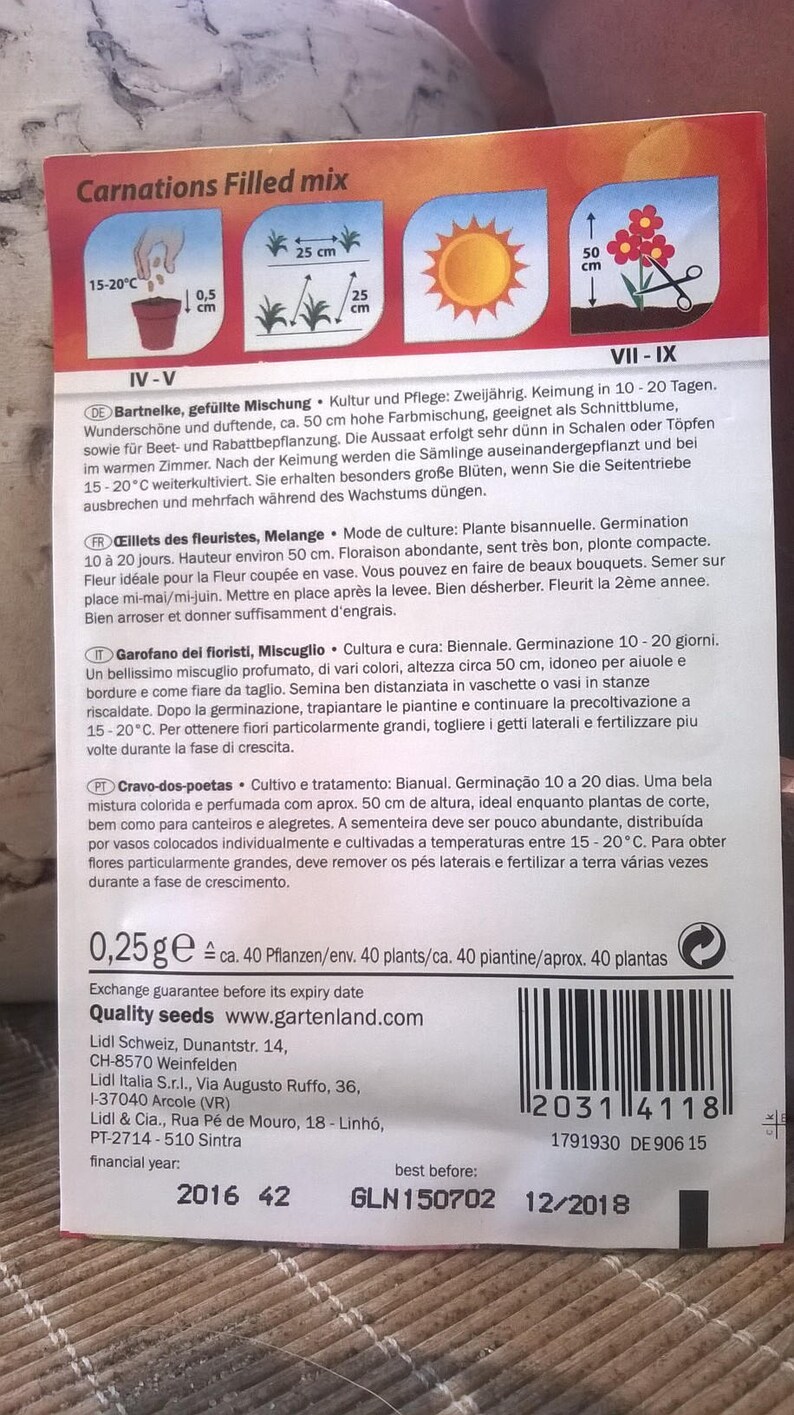 Carnations Filled mix
15-20°C
0,5
cm
25 cm
25
cm
50
cm
IV - V
VII - IX
DE Bartnelke, gefüllte Mischung • Kultur und Pflege: Zweijährig. Keimung in 10 - 20 Tagen.
Wunderschöne und duftende, ca. 50 cm hohe Farbmischung, geeignet als Schnittblume,
sowie für Beet- und Rabattbepflanzung. Die Aussaat erfolgt sehr dünn in Schalen oder Töpfen
im warmen Zimmer. Nach der Keimung werden die Sämlinge auseinandergepflanzt und bei
15 - 20°C weiterkultiviert. Sie erhalten besonders große Blüten, wenn Sie die Seitentriebe
ausbrechen und mehrfach während des Wachstums düngen.
FR Œillets des fleuristes, Melange • Mode de culture: Plante bisannuelle. Germination
10 à 20 jours. Hauteur environ 50 cm. Floraison abondante, sent très bon, plonte compacte.
Fleur idéale pour la Fleur coupée en vase. Vous pouvez en faire de beaux bouquets. Semer sur
place mi-mai/mi-juin. Mettre en place après la levee. Bien désherber. Fleurit la 2ème annee.
Bien arroser et donner suffisamment d'engrais.
IT Garofano dei fioristi, Miscuglio • Cultura e cura: Biennale. Germinazione 10 - 20 giorni.
Un bellissimo miscuglio profumato, di vari colori, altezza circa 50 cm, idoneo per aiuole e
bordure e come fiare da taglio. Semina ben distanziata in vaschette o vasi in stanze
riscaldate. Dopo la germinazione, trapiantare le piantine e continuare la precoltivazione a
15 - 20°C. Per ottenere fiori particolarmente grandi, togliere i getti laterali e fertilizzare piu
volte durante la fase di crescita.
PT Cravo-dos-poetas • Cultivo e tratamento: Bianual. Germinação 10 a 20 dias. Uma bela
mistura colorida e perfumada com aprox. 50 cm de altura, ideal enquanto plantas de corte,
bem como para canteiros e alegretes. A sementeira deve ser pouco abundante, distribuída
por vasos colocados individualmente e cultivadas a temperaturas entre 15 - 20°C. Para obter
flores particularmente grandes, deve remover os pés laterais e fertilizar a terra várias vezes
durante a fase de crescimento.
0,25g℮ ≙ ca. 40 Pflanzen/env. 40 plants/ca. 40 piantine/aprox. 40 plantas
Exchange guarantee before its expiry date
Quality seeds www.gartenland.com
Lidl Schweiz, Dunantstr. 14,
CH-8570 Weinfelden
Lidl Italia S.r.l., Via Augusto Ruffo, 36,
I-37040 Arcole (VR)
Lidl & Cia., Rua Pé de Mouro, 18 - Linhó,
PT-2714 - 510 Sintra
2031 4118
1791930 DE 906 15
financial year:
best before:
2016 42 GLN150702 12/2018